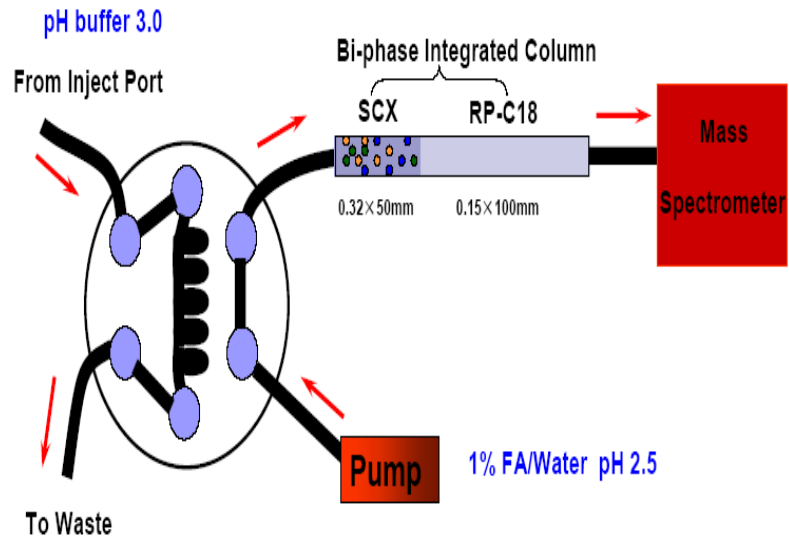 pH buffer 3.0
From Inject Port
Bi-phase Integrated Column
SCX
RP-C18
Mass
Spectrometer
0.32×50mm
0.15×100mm
Pump
1% FA/Water pH 2.5
To Waste